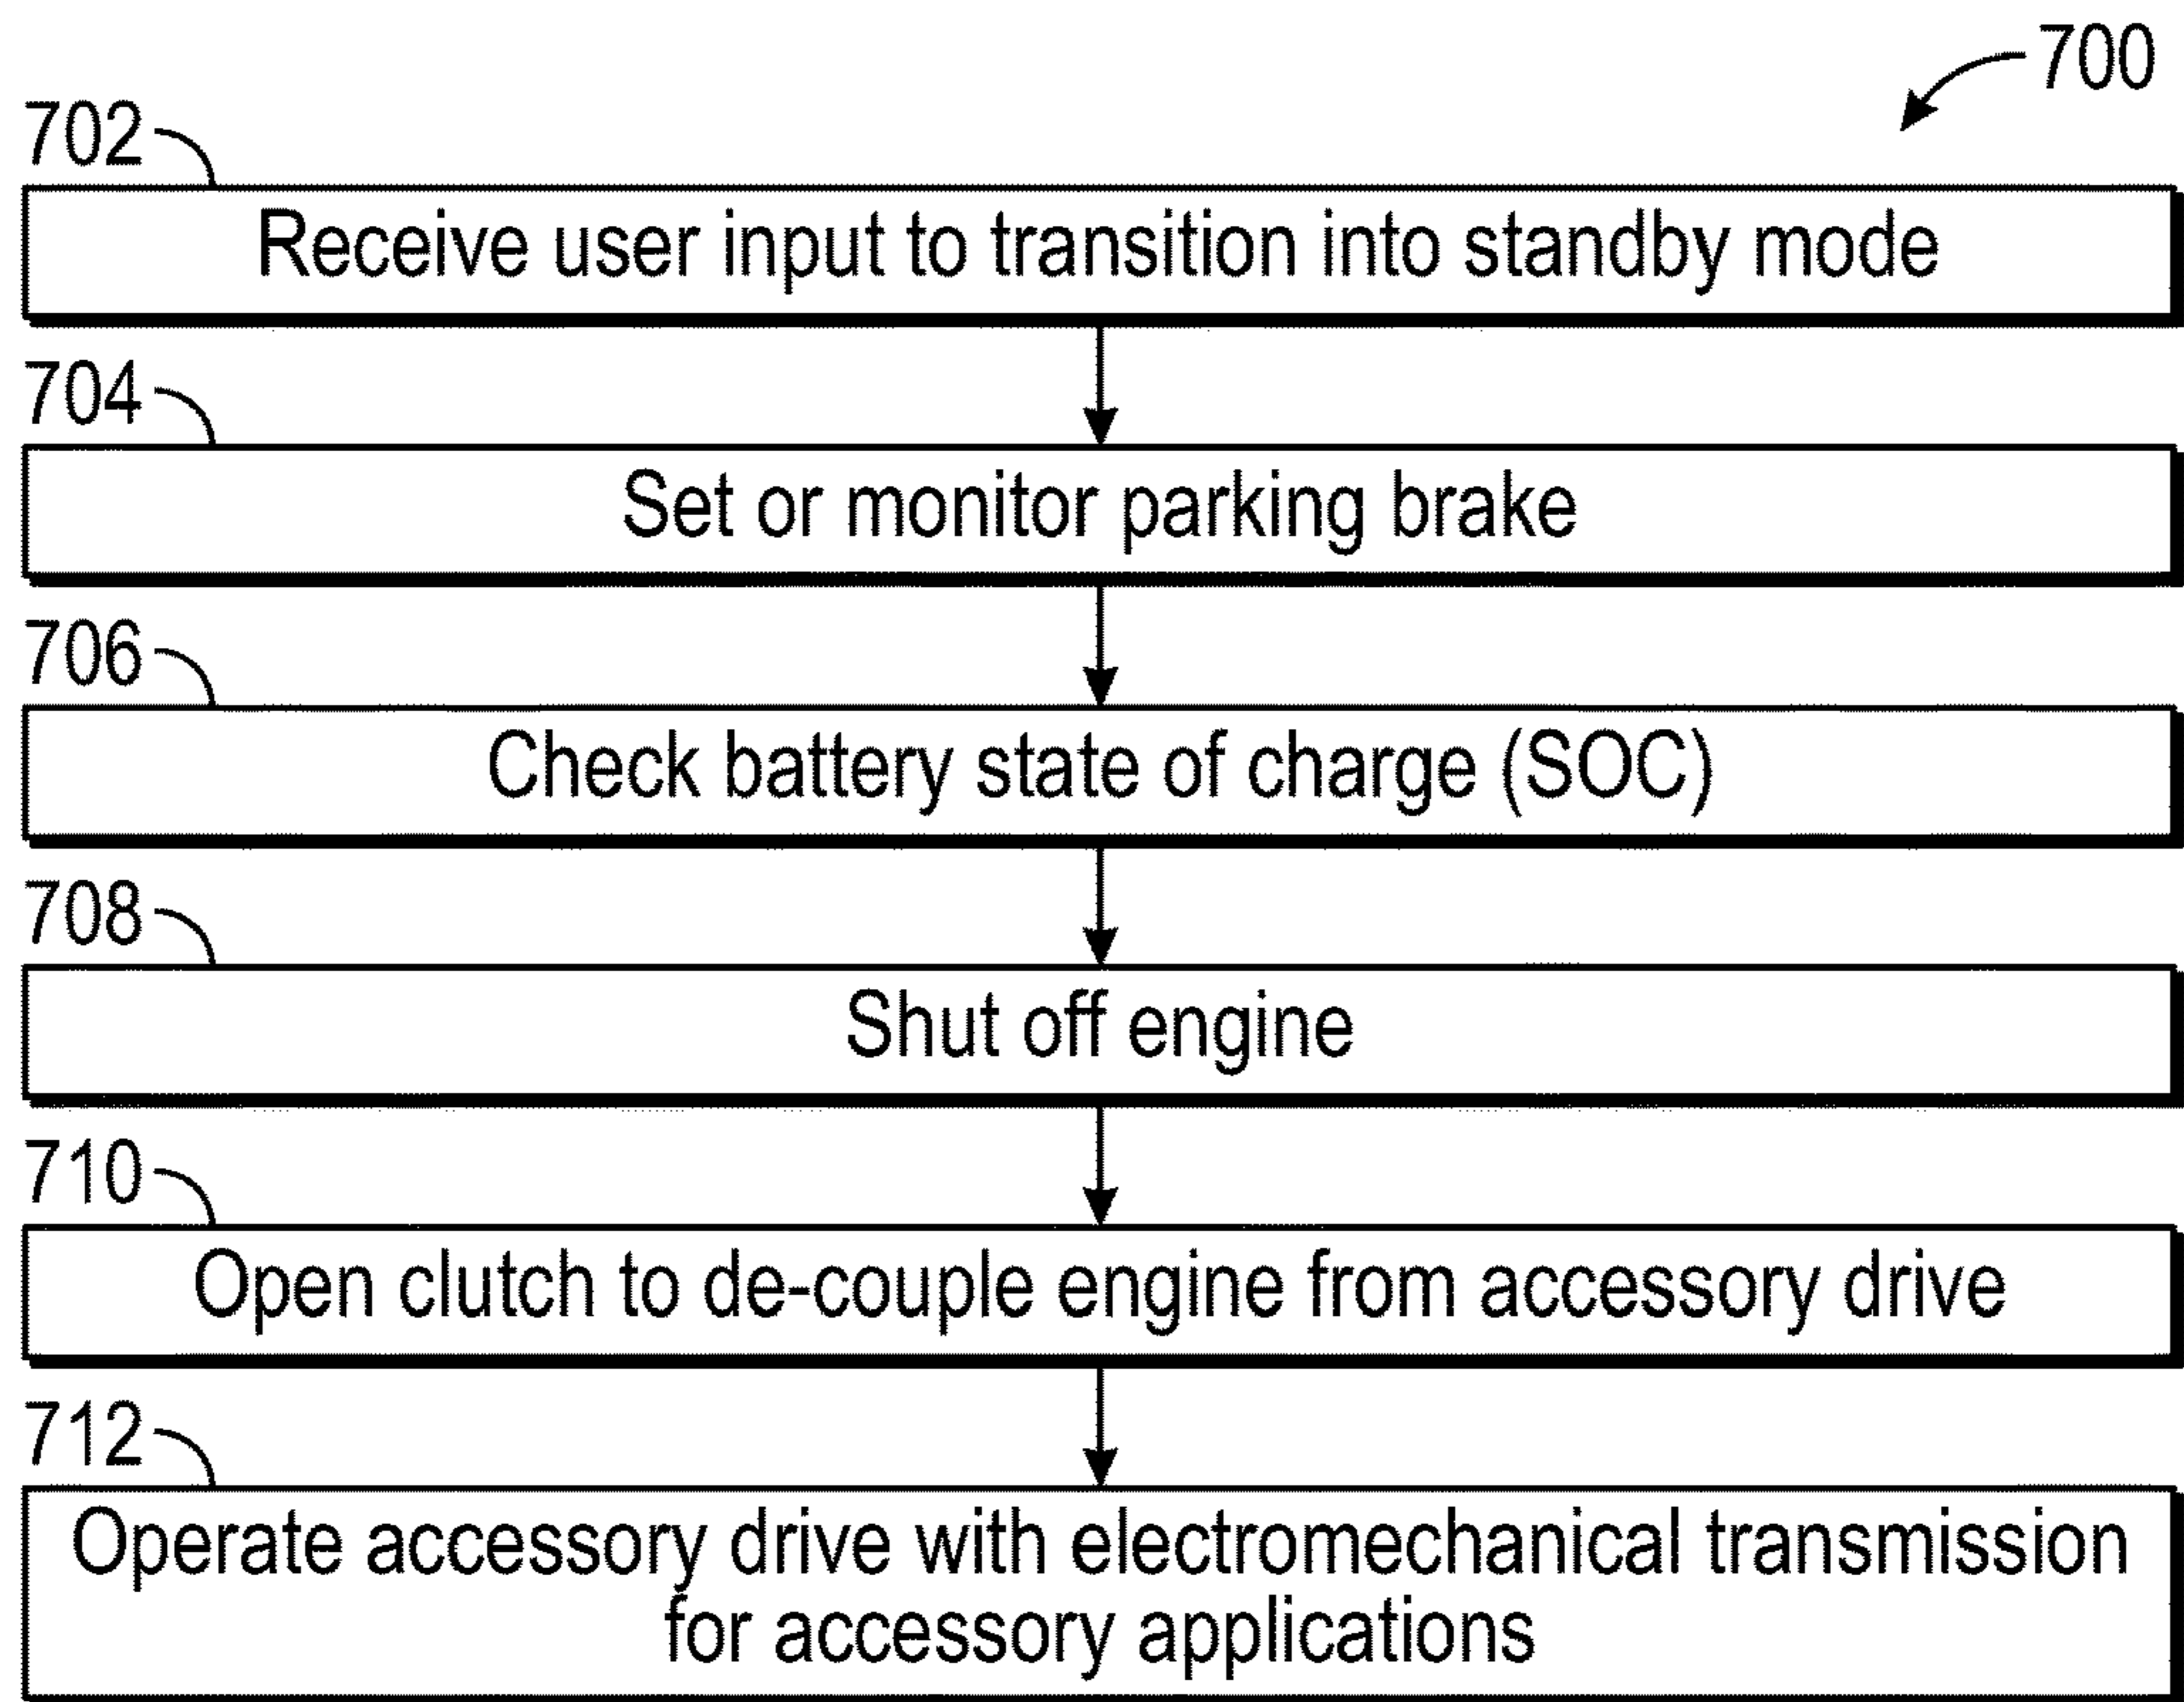 700
702
Receive user input to transition into standby mode
704
Set or monitor parking brake
706
Check battery state of charge (SOC)
708
Shut off engine
710
Open clutch to de-couple engine from accessory drive
712
Operate accessory drive with electromechanical transmission
for accessory applications